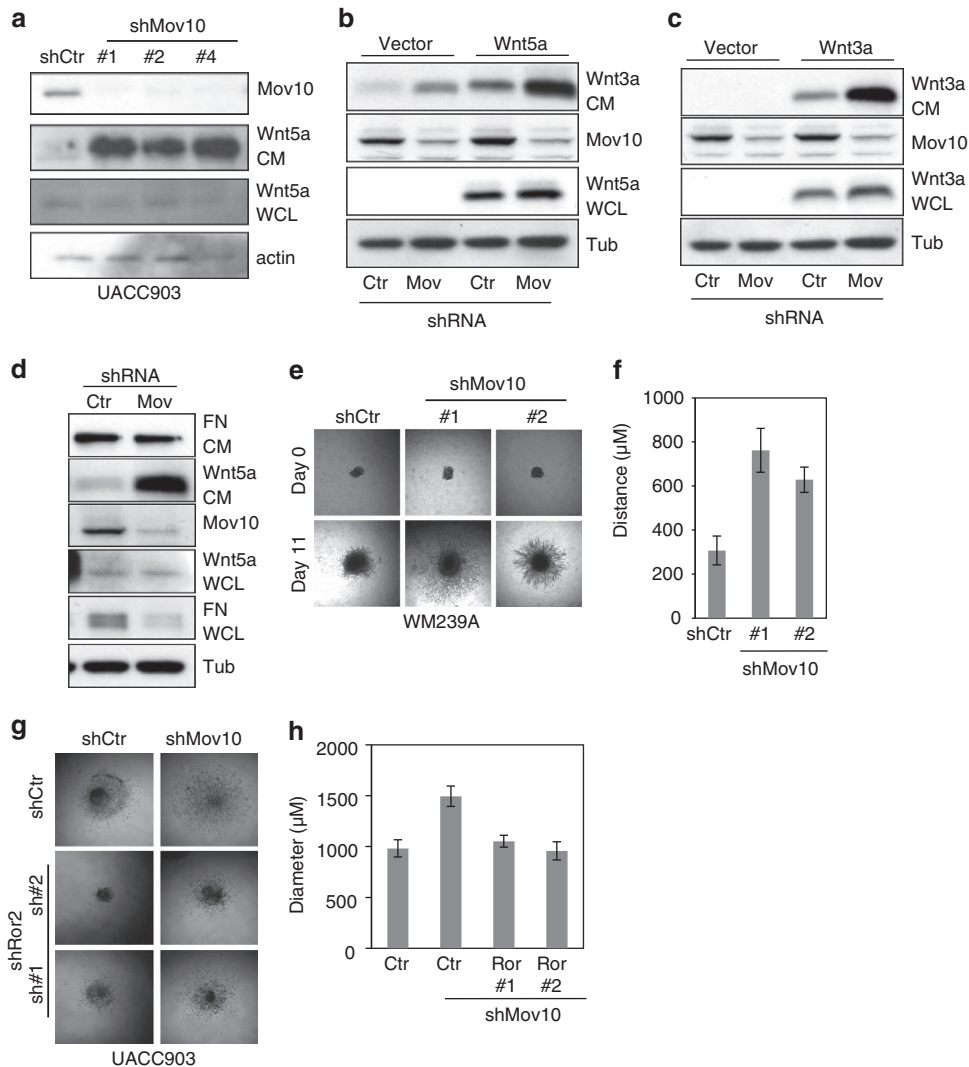 a
shMov10
shCtr #1 #2 #4
Mov10
Wnt5a
CM
Wnt5a
WCL
actin
UACC903
b
Vector Wnt5a
Wnt3a
CM
Mov10
Wnt5a
WCL
Tub
Ctr Mov Ctr Mov
shRNA
c
Vector Wnt3a
Wnt3a
CM
Mov10
Wnt3a
WCL
Tub
Ctr Mov Ctr Mov
shRNA
d
shRNA
Ctr Mov
FN
CM
Wnt5a
CM
Mov10
Wnt5a
WCL
FN
WCL
Tub
e
shMov10
shCtr #1 #2
Day 0
Day 11
WM239A
f
Distance (µM)
1000
800
600
400
200
0
shCtr #1 #2
shMov10
g
shCtr shMov10
shCtr
shRor2
sh#2
sh#1
UACC903
h
Diameter (µM)
2000
1500
1000
500
0
Ctr Ctr Ror Ror
#1 #2
shMov10